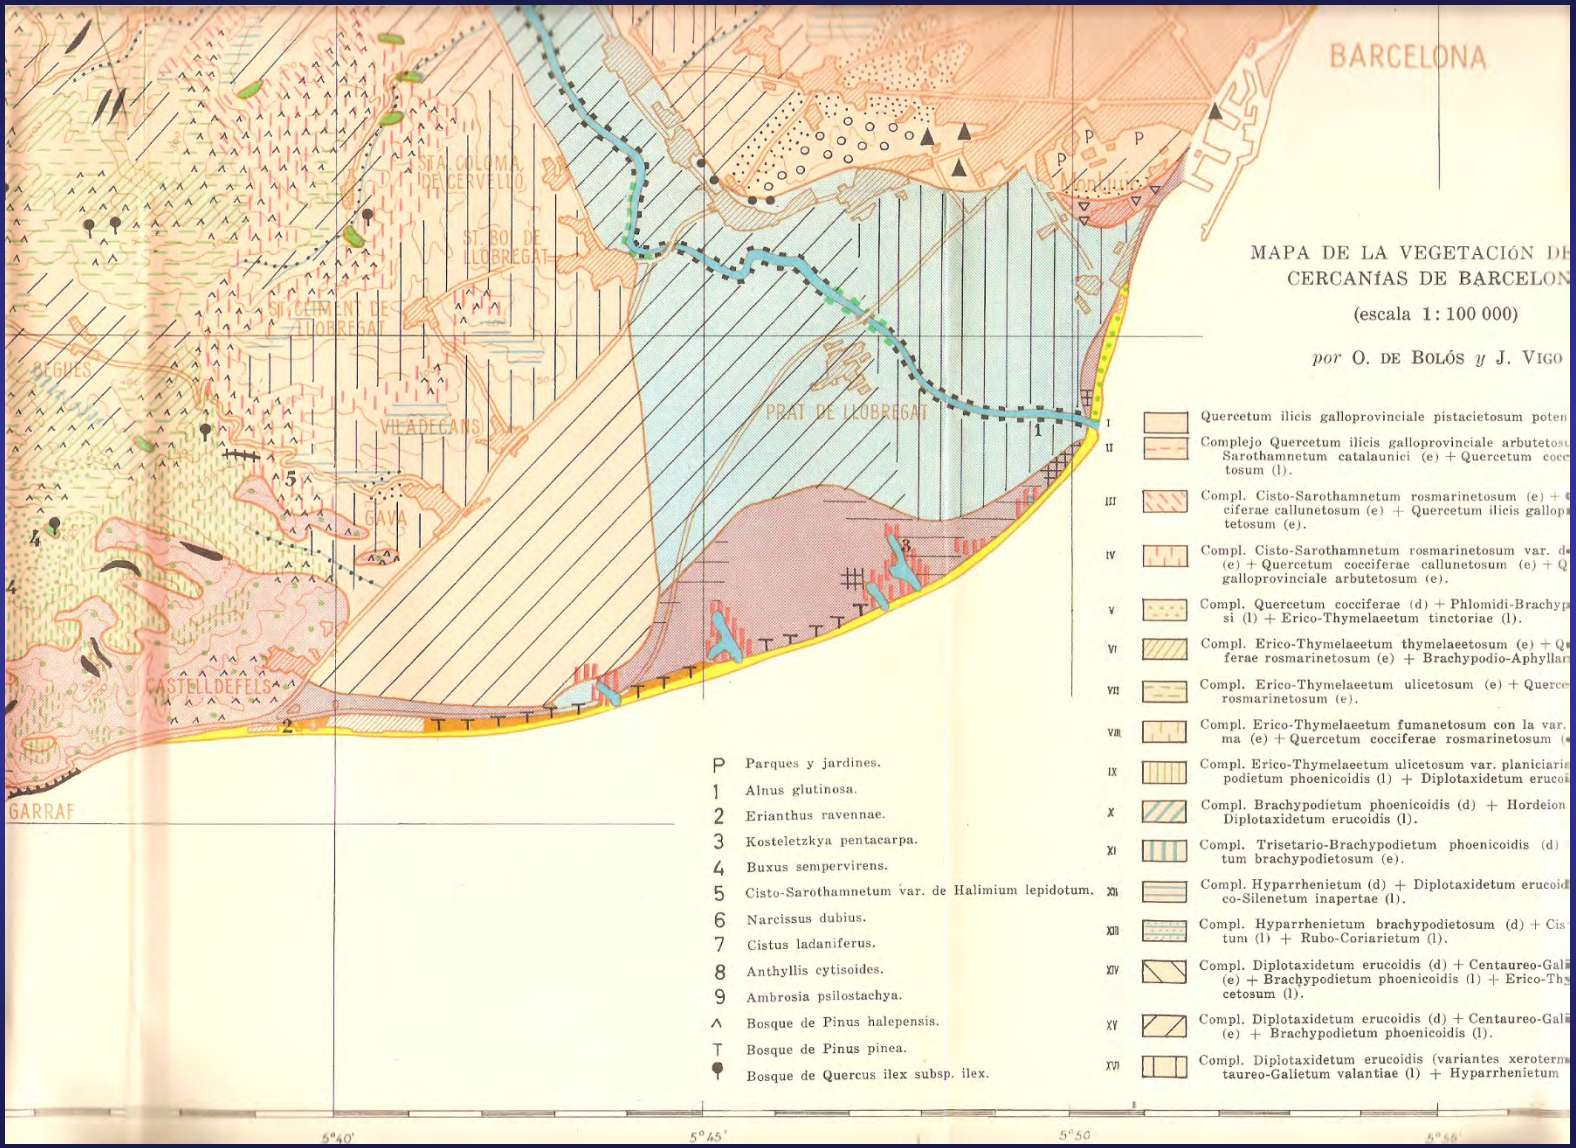 BARCELONA
STA. COLOMA
DE CERVELLÓ
Montjuic
ST. BOI DE
LLOBREGAT
ST. CLIMENT DE
LLOBREGAT
BEGUES
PRAT DE LLOBREGAT
VILADECANS
GAVÀ
CASTELLDEFELS
GARRAF
P
P
P
1
5
4
4
3
2
MAPA DE LA VEGETACIÓN DE
CERCANÍAS DE BARCELON
(escala 1:100 000)
por O. DE BOLÓS y J. VIGO
I Quercetum ilicis galloprovinciale pistacietosum poten
II Complejo Quercetum ilicis galloprovinciale arbutetosu
Sarothamnetum catalaunici (e) + Quercetum cocc
tosum (l).
III Compl. Cisto-Sarothamnetum rosmarinetosum (e) +
ciferae callunetosum (e) + Quercetum ilicis gallop
tetosum (e).
IV Compl. Cisto-Sarothamnetum rosmarinetosum var. d
(e) + Quercetum cocciferae callunetosum (e) + Q
galloprovinciale arbutetosum (e).
V Compl. Quercetum cocciferae (d) + Phlomidi-Brachyp
si (l) + Erico-Thymelaeetum tinctoriae (l).
VI Compl. Erico-Thymelaeetum thymelaeetosum (e) + Q
ferae rosmarinetosum (e) + Brachypodio-Aphyllan
VII Compl. Erico-Thymelaeetum ulicetosum (e) + Querce
rosmarinetosum (e).
VIII Compl. Erico-Thymelaeetum fumanetosum con la var.
ma (e) + Quercetum cocciferae rosmarinetosum (
IX Compl. Erico-Thymelaeetum ulicetosum var. planiciari
podietum phoenicoidis (l) + Diplotaxidetum eruco
X Compl. Brachypodietum phoenicoidis (d) + Hordeion
Diplotaxidetum erucoidis (l).
XI Compl. Trisetario-Brachypodietum phoenicoidis (d)
tum brachypodietosum (e).
XII Compl. Hyparrhenietum (d) + Diplotaxidetum erucoid
co-Silenetum inapertae (l).
XIII Compl. Hyparrhenietum brachypodietosum (d) + Cis
tum (l) + Rubo-Coriarietum (l).
XIV Compl. Diplotaxidetum erucoidis (d) + Centaureo-Gal
(e) + Brachypodietum phoenicoidis (l) + Erico-Thy
cetosum (l).
XV Compl. Diplotaxidetum erucoidis (d) + Centaureo-Gal
(e) + Brachypodietum phoenicoidis (l).
XVI Compl. Diplotaxidetum erucoidis (variantes xeroterm
taureo-Galietum valantiae (l) + Hyparrhenietum
P Parques y jardines.
1 Alnus glutinosa.
2 Erianthus ravennae.
3 Kosteletzkya pentacarpa.
4 Buxus sempervirens.
5 Cisto-Sarothamnetum var. de Halimium lepidotum.
6 Narcissus dubius.
7 Cistus ladaniferus.
8 Anthyllis cytisoides.
9 Ambrosia psilostachya.
Bosque de Pinus halepensis.
T Bosque de Pinus pinea.
Bosque de Quercus ilex subsp. ilex.
5°40'
5°45'
5°50